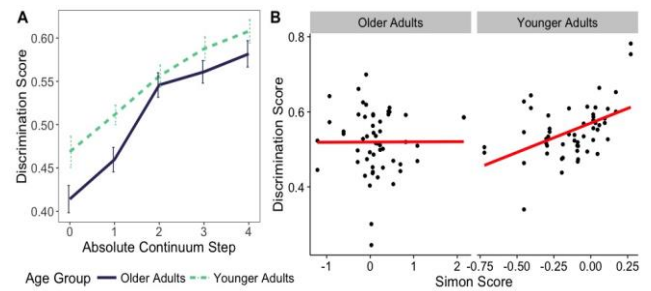 A
Discrimination Score
0.60
0.55
0.50
0.45
0.40
0 1 2 3 4
Absolute Continuum Step
Age Group Older Adults Younger Adults
B
Older Adults Younger Adults
Discrimination Score
0.8
0.6
0.4
-1 0 1 2 -0.75 -0.50 -0.25 0.00 0.25
Simon Score